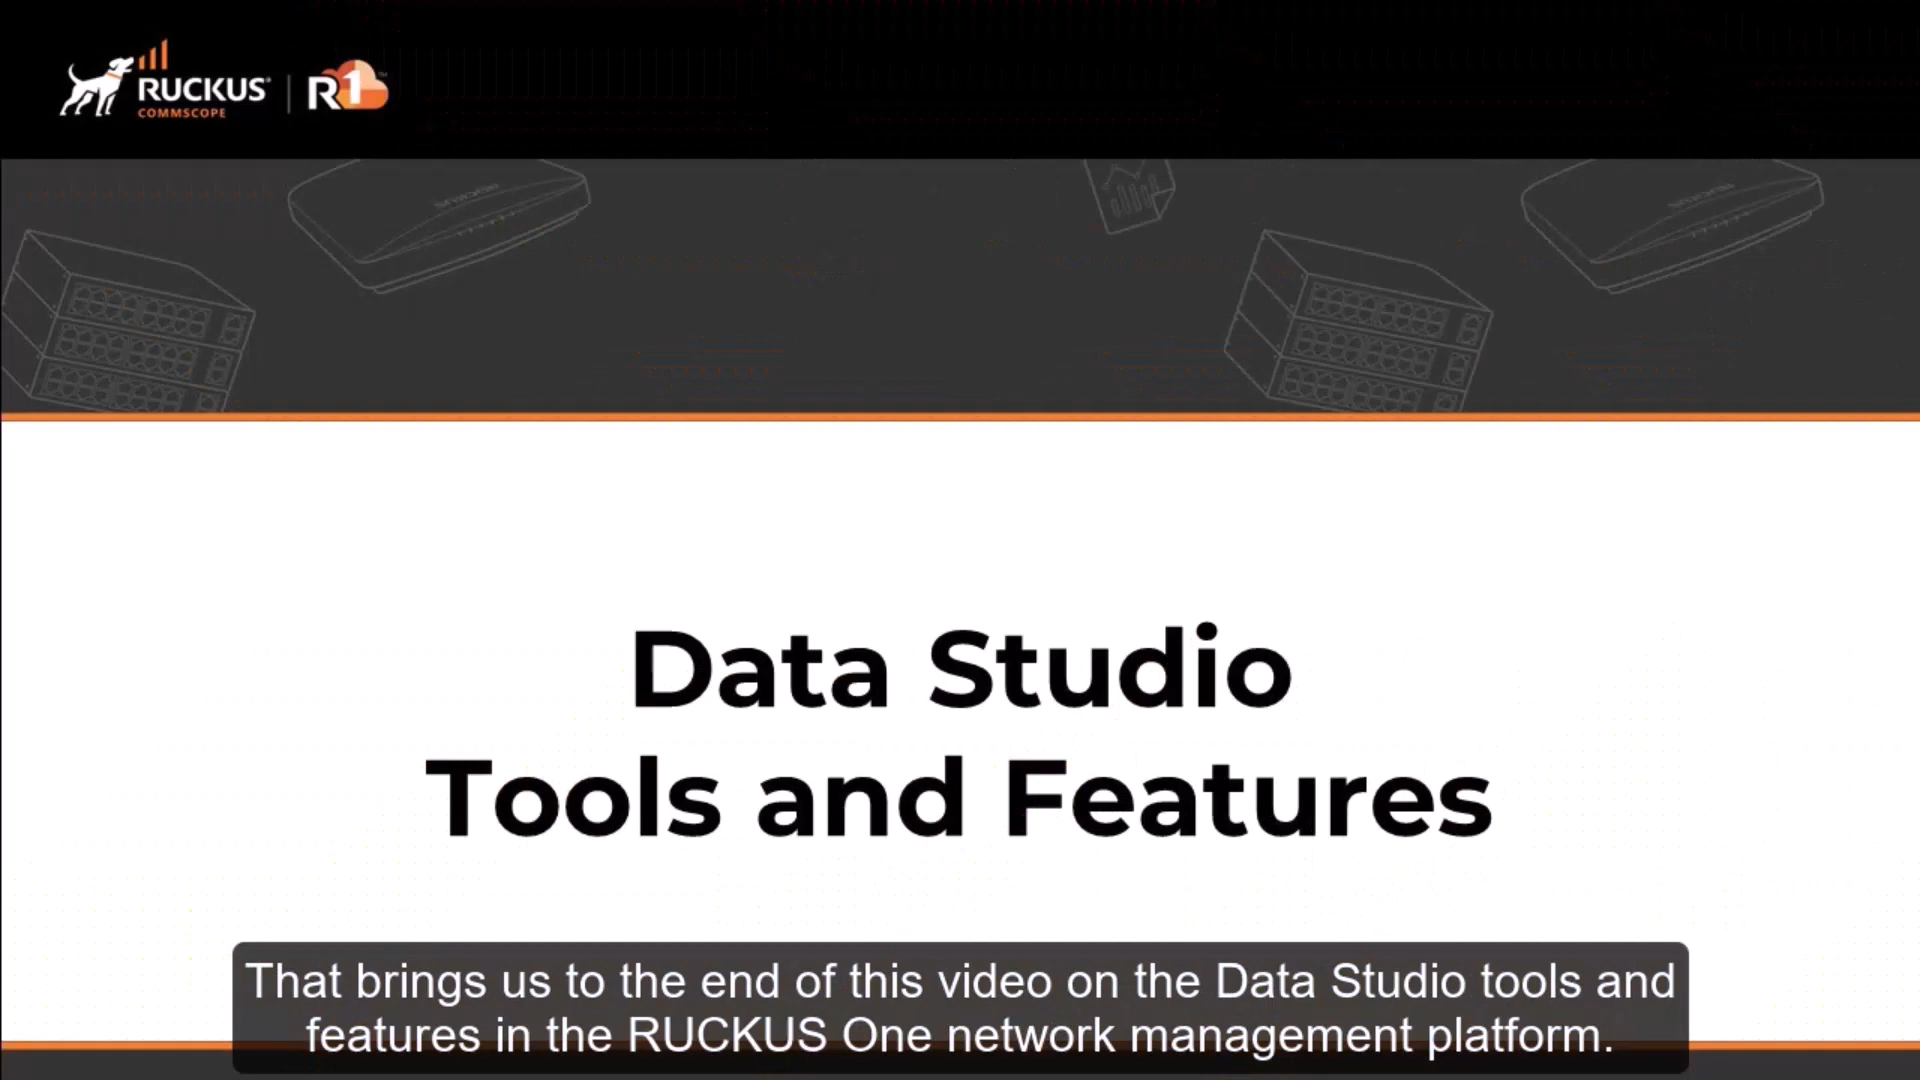 RUCKUS
COMMSCOPE
R1
Data Studio
Tools and Features
That brings us to the end of this video on the Data Studio tools and
features in the RUCKUS One network management platform.